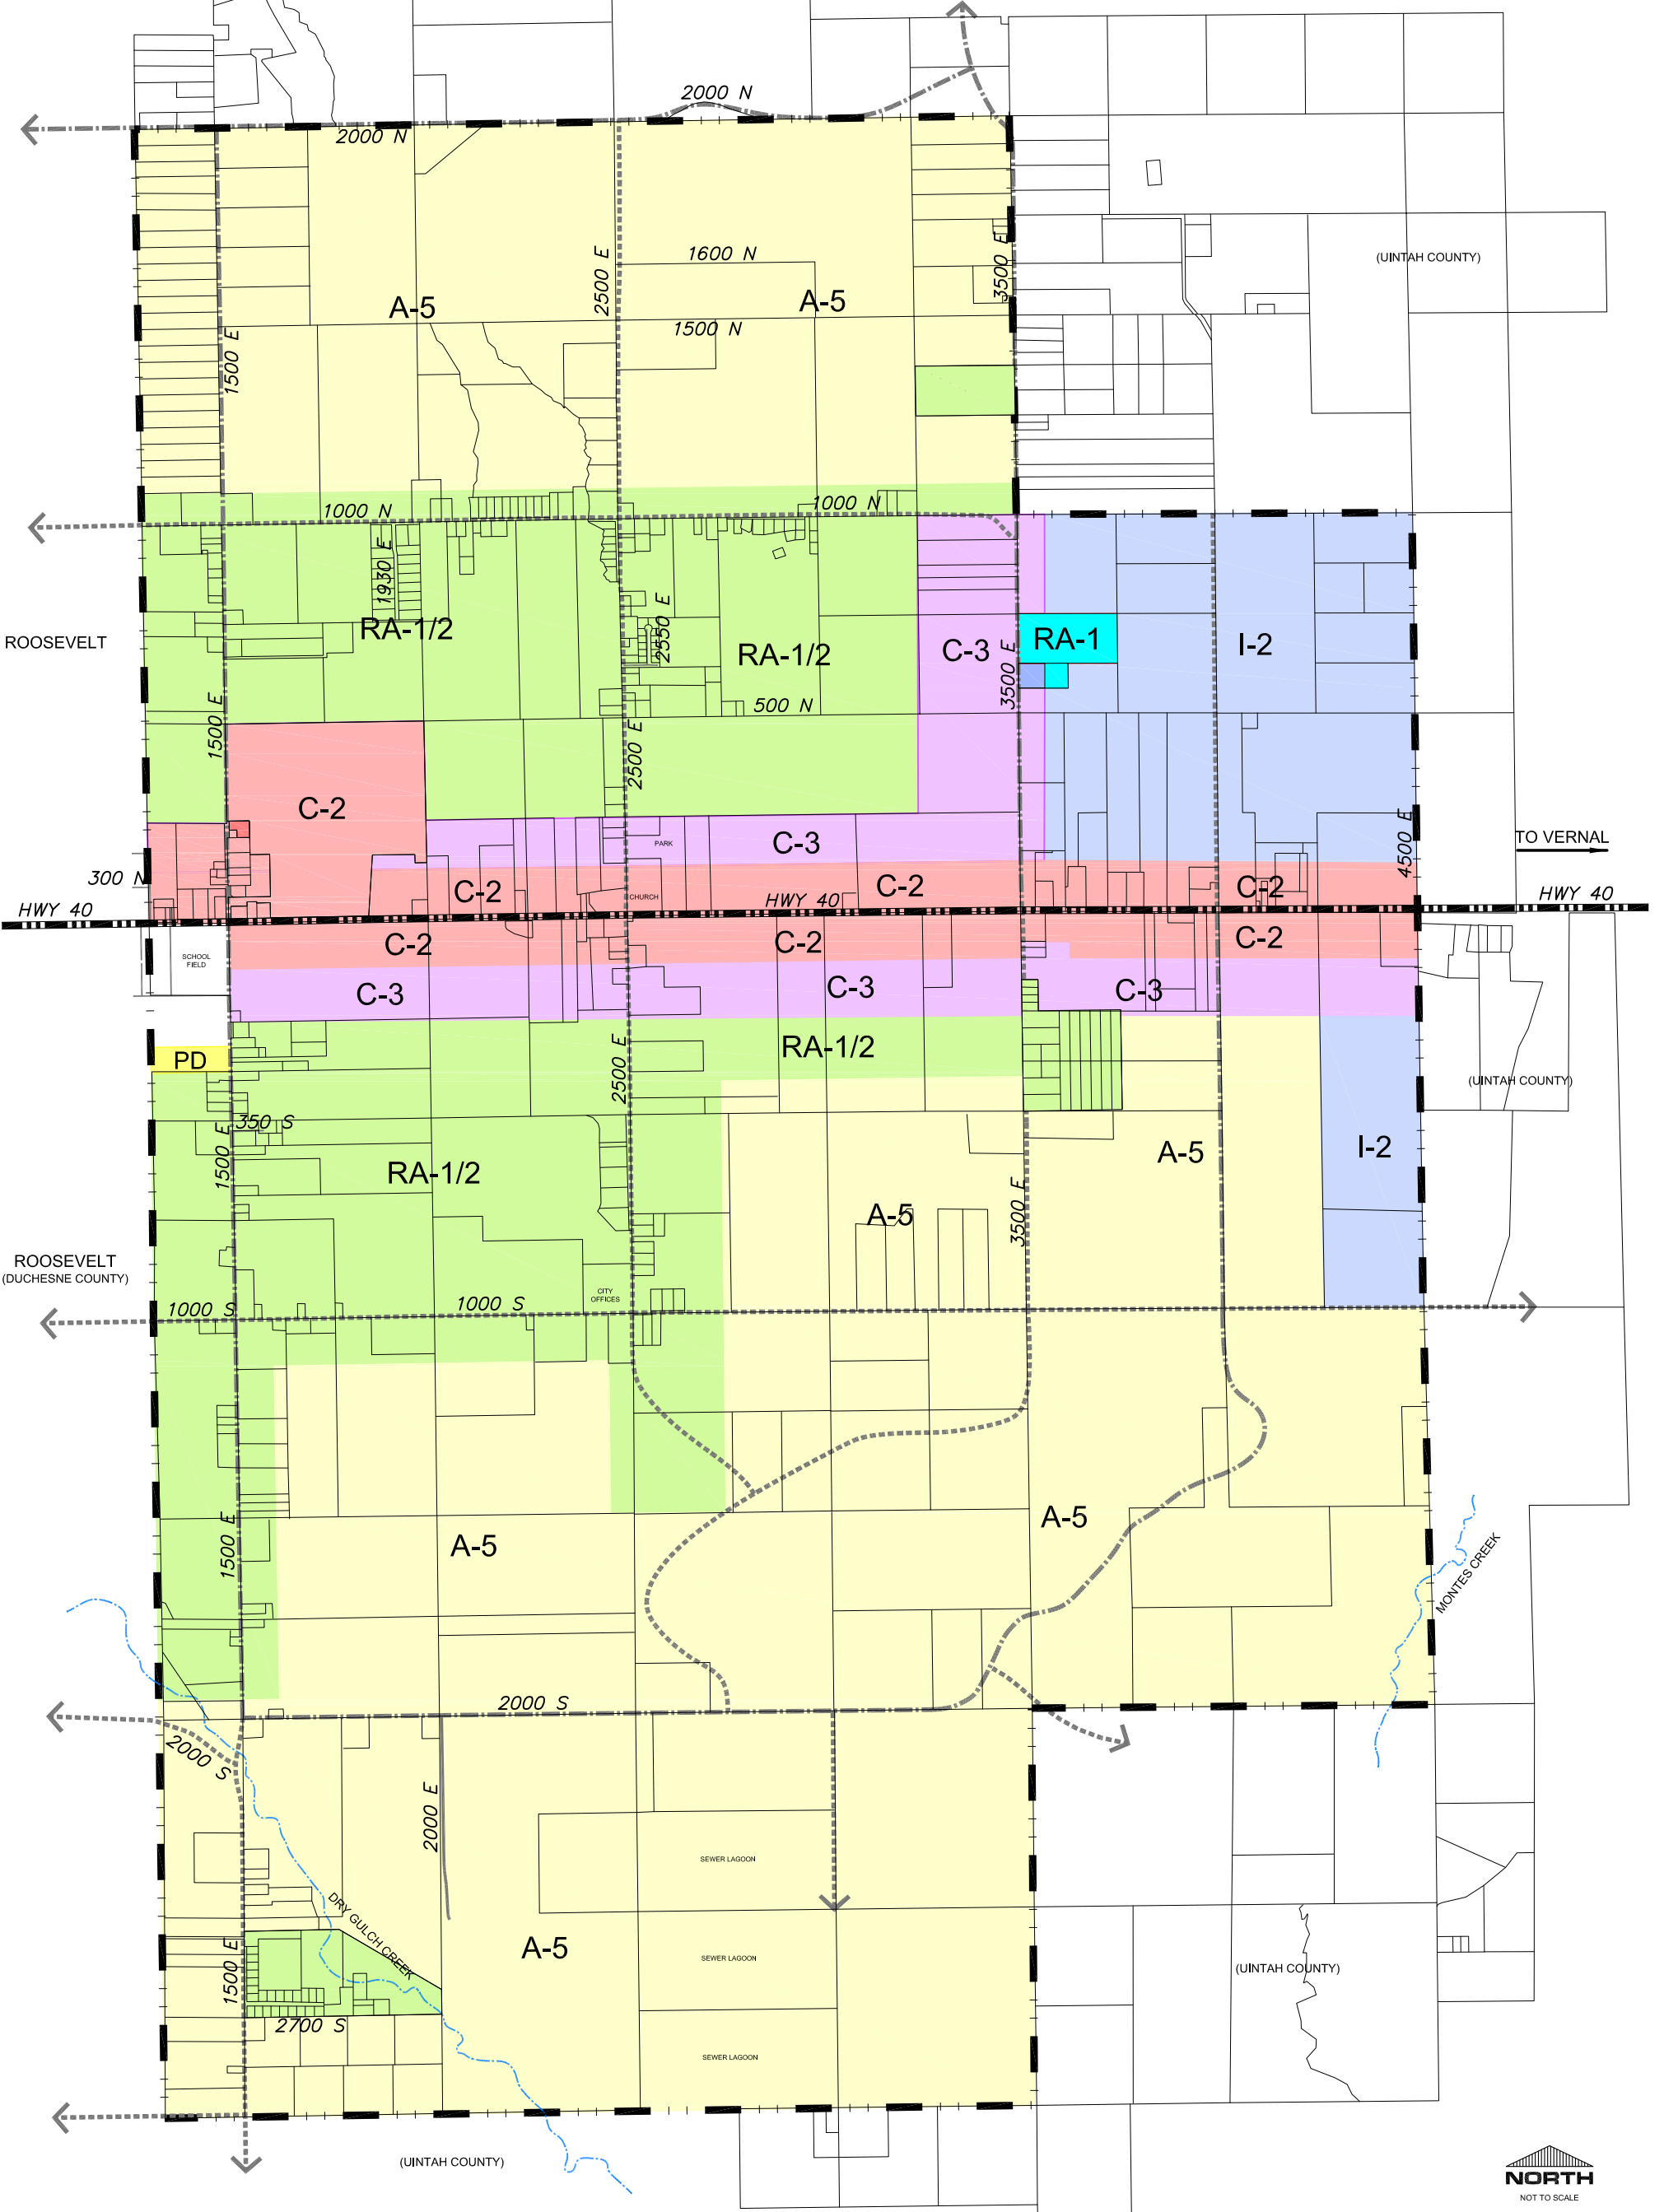 2000 N
2000 N
1600 N
2500 E
3500 E
(UINTAH COUNTY)
A-5
A-5
1500 N
1500 E
1000 N
1000 N
1930 E
2550 E
ROOSEVELT
RA-1/2
RA-1/2
C-3
RA-1
I-2
3500 E
500 N
1500 E
2500 E
C-2
C-3
PARK
TO VERNAL
4500 E
300 N
C-2
CHURCH
C-2
C-2
HWY 40
HWY 40
HWY 40
C-2
C-2
C-2
SCHOOL
FIELD
C-3
C-3
C-3
PD
RA-1/2
2500 E
(UINTAH COUNTY)
350 S
1500 E
RA-1/2
A-5
I-2
A-5
3500 E
ROOSEVELT
(DUCHESNE COUNTY)
CITY
OFFICES
1000 S
1000 S
1500 E
A-5
A-5
MONTES CREEK
2000 S
2000 S
2000 E
SEWER LAGOON
DRY GULCH CREEK
A-5
SEWER LAGOON
1500 E
(UINTAH COUNTY)
2700 S
SEWER LAGOON
(UINTAH COUNTY)
NORTH
NOT TO SCALE